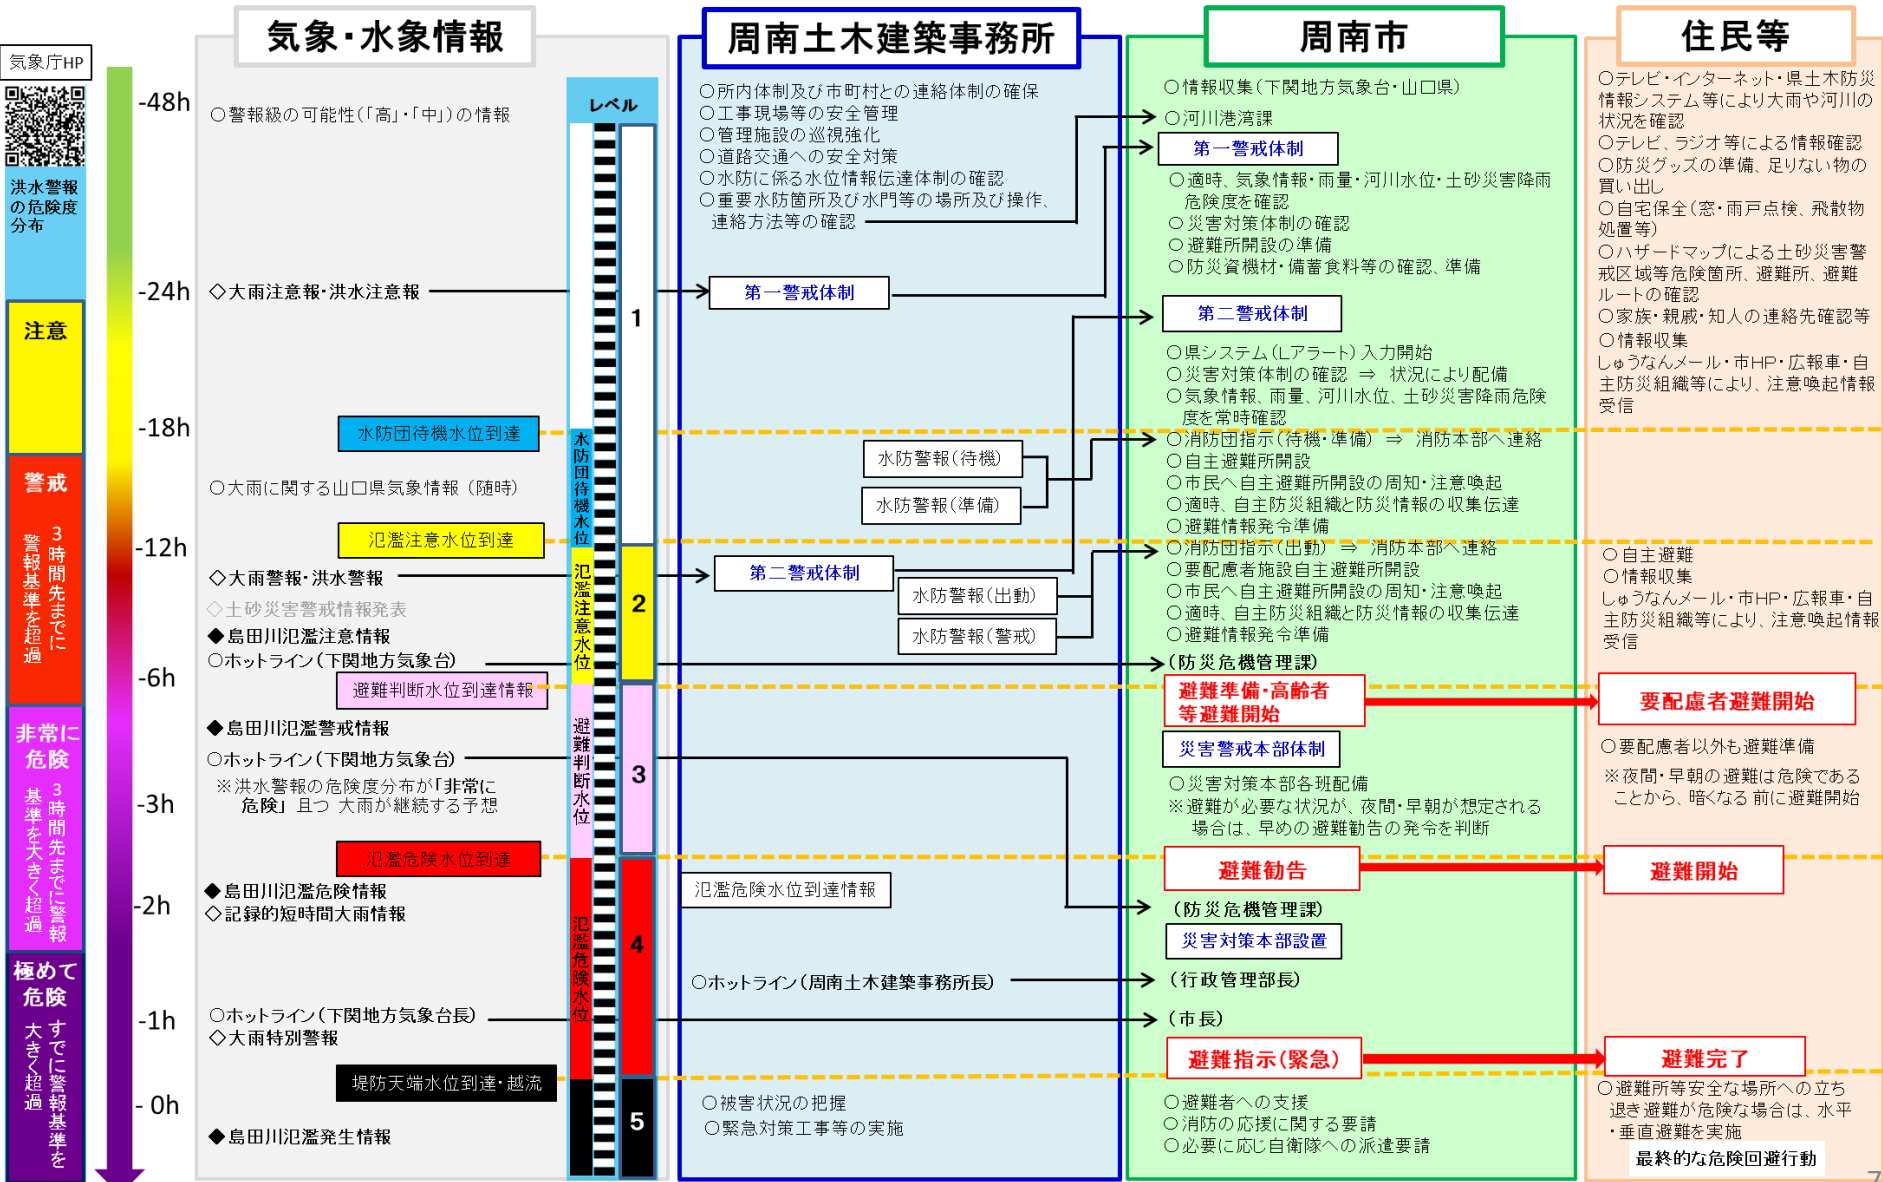 気象庁HP
洪水警報
の危険度
分布
注意
警戒
3時間先までに
警報基準を超過
非常に
危険
3時間先までに警報
基準を大きく超過
極めて
危険
すでに警報基準を
大きく超過
-48h
-24h
-18h
-12h
-6h
-3h
-2h
-1h
- 0h
気象・水象情報
○警報級の可能性(「高」・「中」)の情報
◇大雨注意報・洪水注意報
水防団待機水位到達
○大雨に関する山口県気象情報（随時）
氾濫注意水位到達
◇大雨警報・洪水警報
◇土砂災害警戒情報発表
◆島田川氾濫注意情報
○ホットライン(下関地方気象台)
避難判断水位到達情報
◆島田川氾濫警戒情報
○ホットライン(下関地方気象台)
※洪水警報の危険度分布が「非常に
危険」 且つ 大雨が継続する予想
氾濫危険水位到達
◆島田川氾濫危険情報
◇記録的短時間大雨情報
○ホットライン(下関地方気象台長)
◇大雨特別警報
堤防天端水位到達・越流
◆島田川氾濫発生情報
レベル
水防団待機水位
氾濫注意水位
避難判断水位
氾濫危険水位
1
2
3
4
5
周南土木建築事務所
○所内体制及び市町村との連絡体制の確保
○工事現場等の安全管理
○管理施設の巡視強化
○道路交通への安全対策
○水防に係る水位情報伝達体制の確認
○重要水防箇所及び水門等の場所及び操作、
連絡方法等の確認
第一警戒体制
水防警報(待機)
水防警報(準備)
第二警戒体制
水防警報(出動)
水防警報(警戒)
氾濫危険水位到達情報
○ホットライン(周南土木建築事務所長)
○被害状況の把握
○緊急対策工事等の実施
周南市
○情報収集(下関地方気象台・山口県)
○河川港湾課
第一警戒体制
○適時、気象情報・雨量・河川水位・土砂災害降雨
危険度を確認
○災害対策体制の確認
○避難所開設の準備
○防災資機材・備蓄食料等の確認、準備
第二警戒体制
○県システム(Lアラート)入力開始
○災害対策体制の確認 ⇒ 状況により配備
○気象情報、雨量、河川水位、土砂災害降雨危険
度を常時確認
○消防団指示(待機・準備) ⇒ 消防本部へ連絡
○自主避難所開設
○市民へ自主避難所開設の周知・注意喚起
○適時、自主防災組織と防災情報の収集伝達
○避難情報発令準備
○消防団指示(出動) ⇒ 消防本部へ連絡
○要配慮者施設自主避難所開設
○市民へ自主避難所開設の周知・注意喚起
○適時、自主防災組織と防災情報の収集伝達
○避難情報発令準備
(防災危機管理課)
避難準備・高齢者
等避難開始
災害警戒本部体制
○災害対策本部各班配備
※避難が必要な状況が、夜間・早朝が想定される
場合は、早めの避難勧告の発令を判断
避難勧告
(防災危機管理課)
災害対策本部設置
(行政管理部長)
(市長)
避難指示(緊急)
○避難者への支援
○消防の応援に関する要請
○必要に応じ自衛隊への派遣要請
住民等
○テレビ・インターネット・県土木防災
情報システム等により大雨や河川の
状況を確認
○テレビ、ラジオ等による情報確認
○防災グッズの準備、足りない物の
買い出し
○自宅保全(窓・雨戸点検、飛散物
処置等)
○ハザードマップによる土砂災害警
戒区域等危険箇所、避難所、避難
ルートの確認
○家族・親戚・知人の連絡先確認等
○情報収集
しゅうなんメール・市HP・広報車・自
主防災組織等により、注意喚起情報
受信
○自主避難
○情報収集
しゅうなんメール・市HP・広報車・自
主防災組織等により、注意喚起情報
受信
要配慮者避難開始
○要配慮者以外も避難準備
※夜間・早朝の避難は危険である
ことから、暗くなる前に避難開始
避難開始
避難完了
○避難所等安全な場所への立ち
退き避難が危険な場合は、水平
・垂直避難を実施
最終的な危険回避行動
7